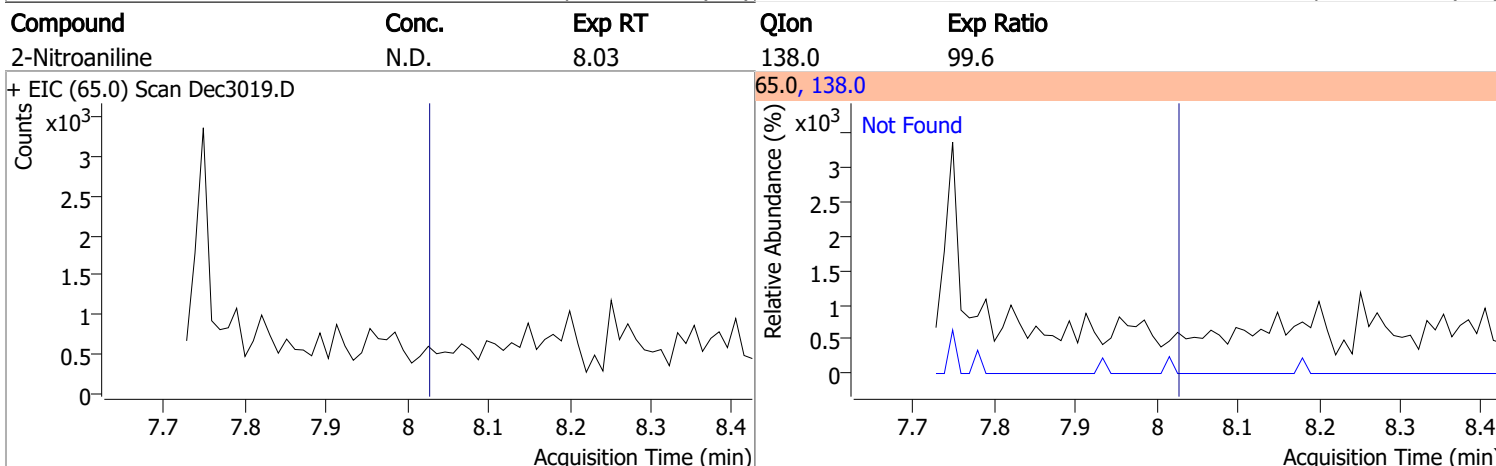 Compound Conc. Exp RT QIon Exp Ratio
2-Nitroaniline N.D. 8.03 138.0 99.6
+ EIC (65.0) Scan Dec3019.D
Counts
x103
3
2.5
2
1.5
1
0.5
0
7.7 7.8 7.9 8 8.1 8.2 8.3 8.4
Acquisition Time (min)
65.0, 138.0
Relative Abundance (%)
x103
Not Found
3
2.5
2
1.5
1
0.5
0
7.7 7.8 7.9 8 8.1 8.2 8.3 8.4
Acquisition Time (min)